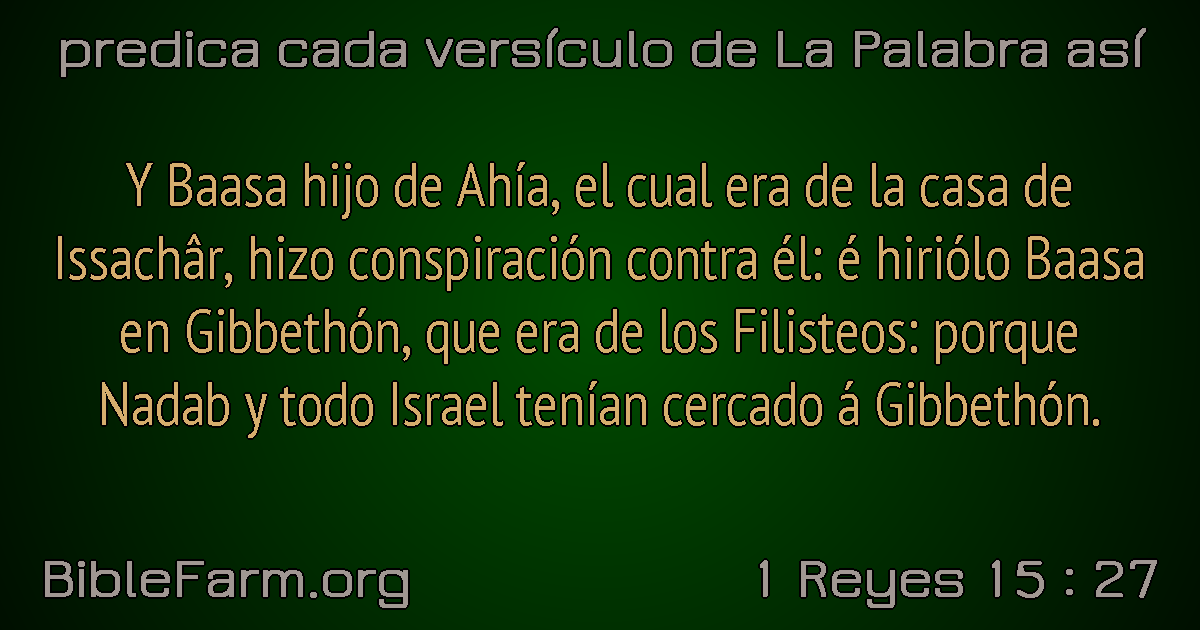 predica cada versículo de La Palabra así
Y Baasa hijo de Ahía, el cual era de la casa de
Issachâr, hizo conspiración contra él: é hiriólo Baasa
en Gibbethón, que era de los Filisteos: porque
Nadab y todo Israel tenían cercado á Gibbethón.
BibleFarm.org
1 Reyes 15 : 27